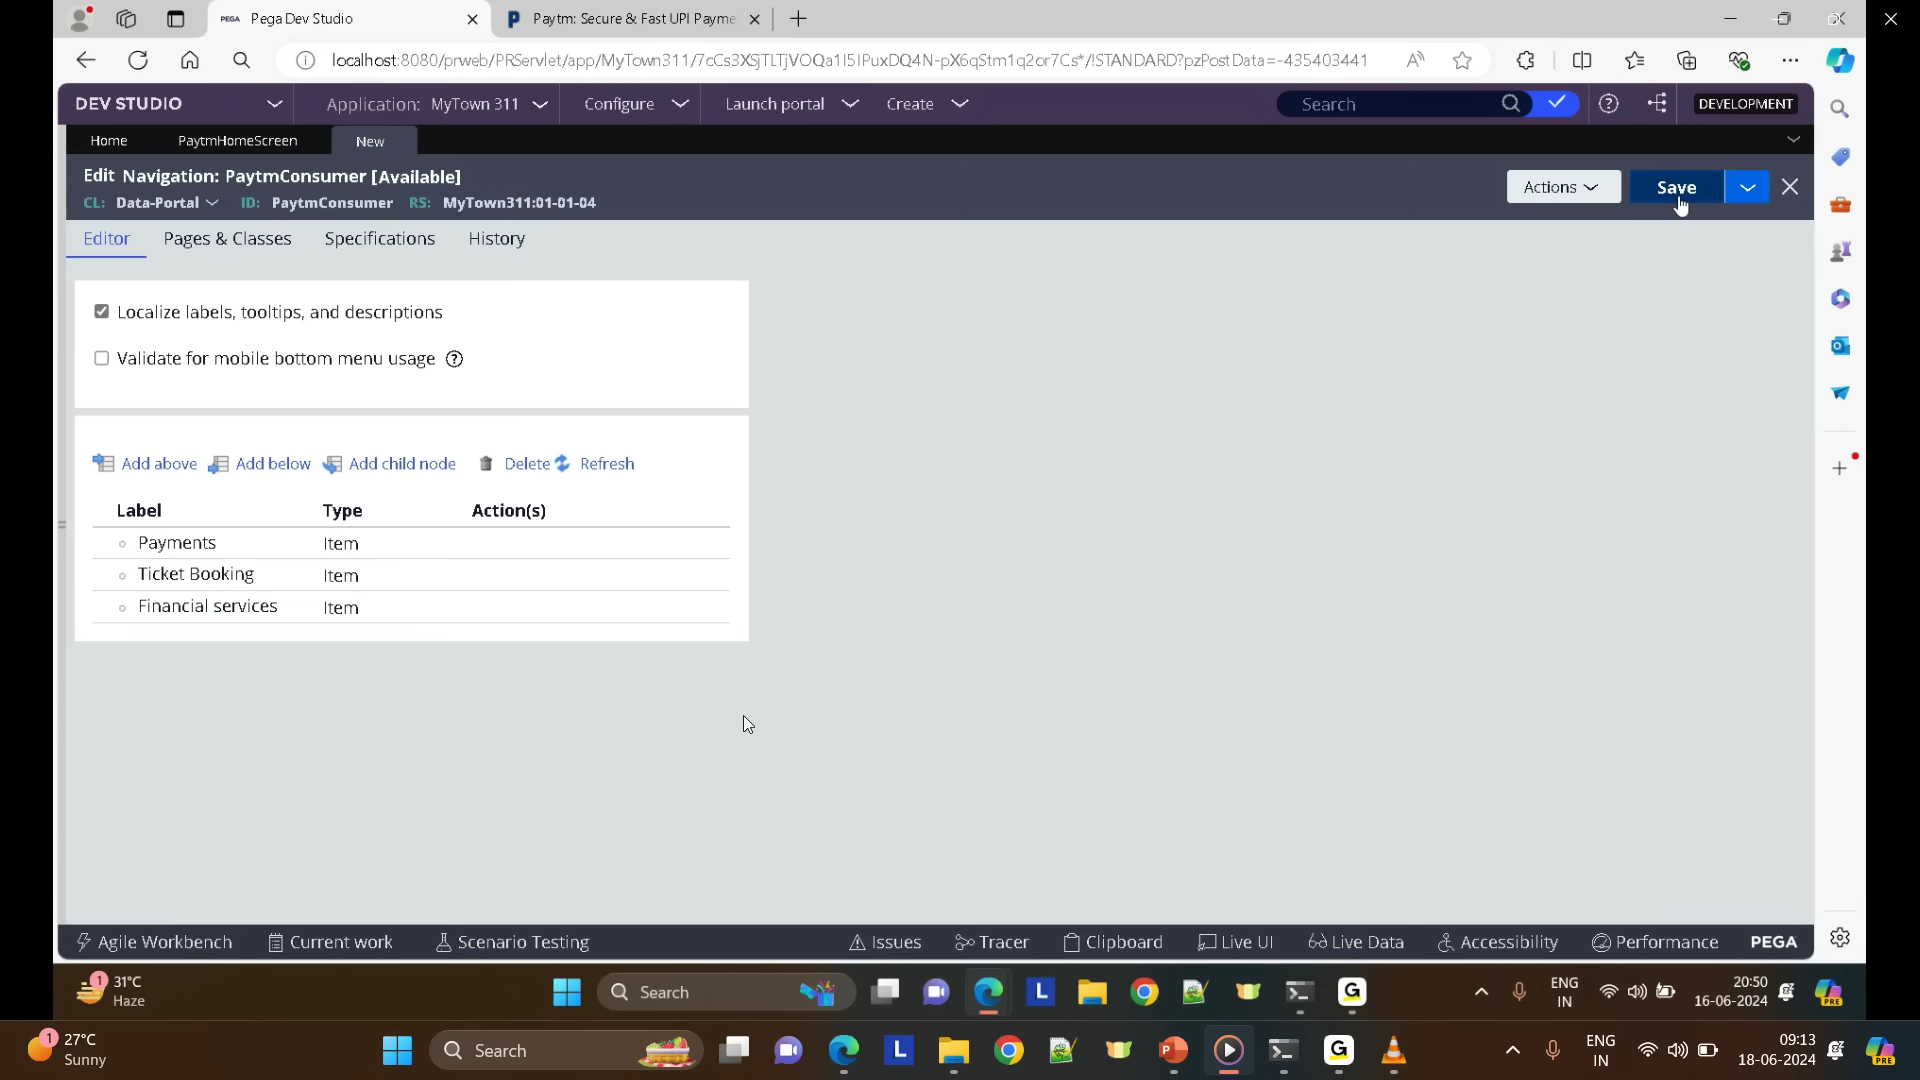 PEGA Pega Dev Studio
Paytm: Secure & Fast UPI Payme
localhost:8080/prweb/PRServlet/app/MyTown311/7cCs3XSjTLTjVOQa1I5IPuxDQ4N-pX6qStm1q2or7Cs*/!STANDARD?pzPostData=-435403441
DEV STUDIO Application: MyTown 311 Configure Launch portal Create Search DEVELOPMENT
Home PaytmHomeScreen New
Edit Navigation: PaytmConsumer [Available]
CL: Data-Portal ID: PaytmConsumer RS: MyTown311:01-01-04
Actions Save
Editor Pages & Classes Specifications History
Localize labels, tooltips, and descriptions
Validate for mobile bottom menu usage
Add above Add below Add child node Delete Refresh
Label Type Action(s)
Payments Item
Ticket Booking Item
Financial services Item
Agile Workbench Current work Scenario Testing Issues Tracer Clipboard Live UI Live Data Accessibility Performance PEGA
1 31°C
Haze
Search
L
G
ENG
IN
20:50
16-06-2024
PRE
1 27°C
Sunny
Search
L
G
ENG
IN
09:13
18-06-2024
PRE